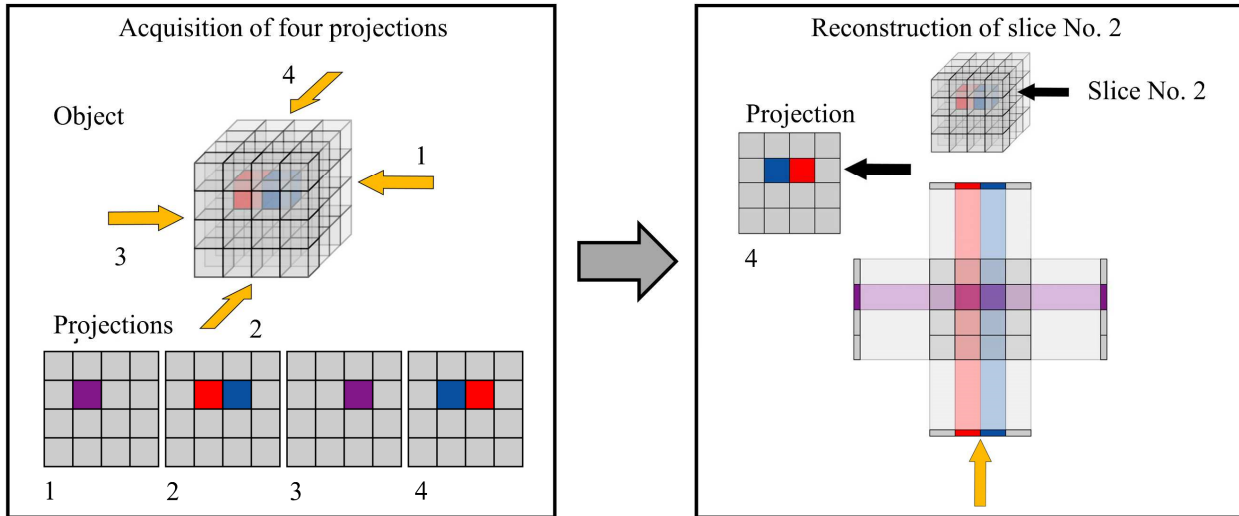 Acquisition of four projections
4
Object
1
3
Projections
2
1
2
3
4
Reconstruction of slice No. 2
Slice No. 2
Projection
4